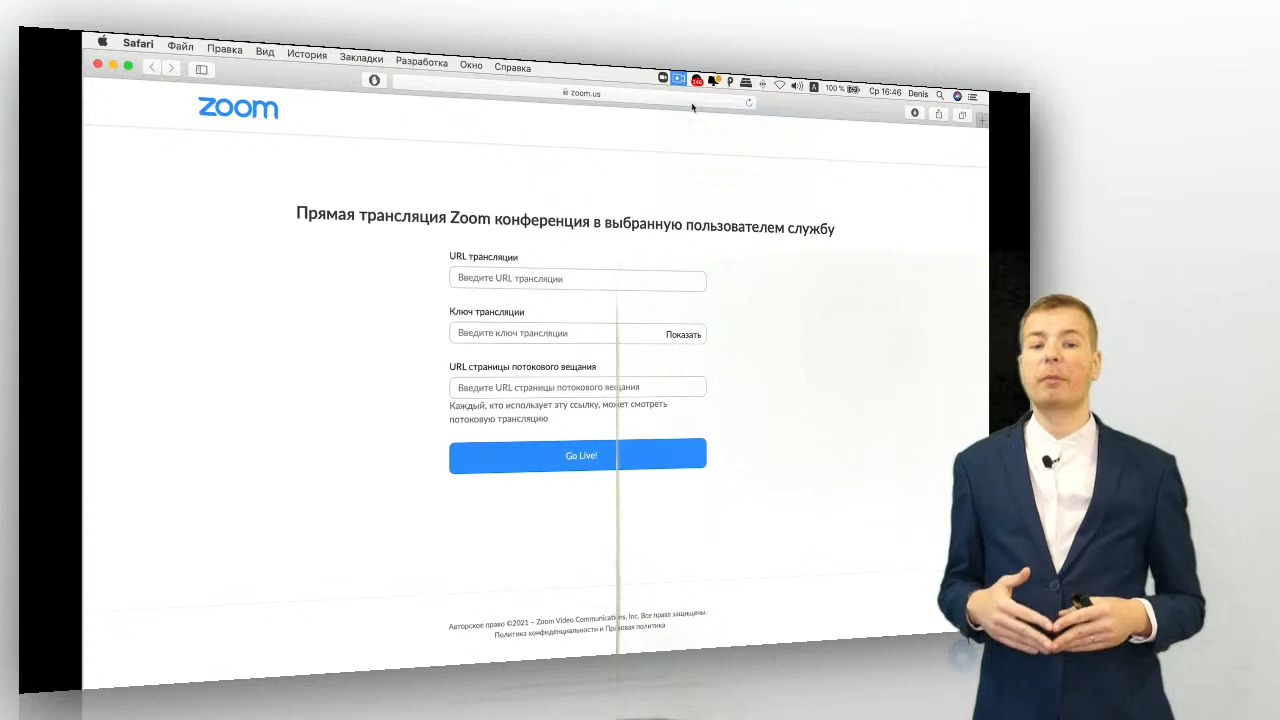 Safari Файл Правка Вид История Закладки Разработка Окно Справка
100 % Ср 16:46 Denis
zoom.us
zoom
Прямая трансляция Zoom конференция в выбранную пользователем службу
URL трансляции
Введите URL трансляции
Ключ трансляции
Введите ключ трансляции Показать
URL страницы потокового вещания
Введите URL страницы потокового вещания
Каждый, кто использует эту ссылку, может смотреть
потоковую трансляцию
Go Live!
Авторское право ©2021 – Zoom Video Communications, Inc. Все права защищены.
Политика конфиденциальности и Правовая политика